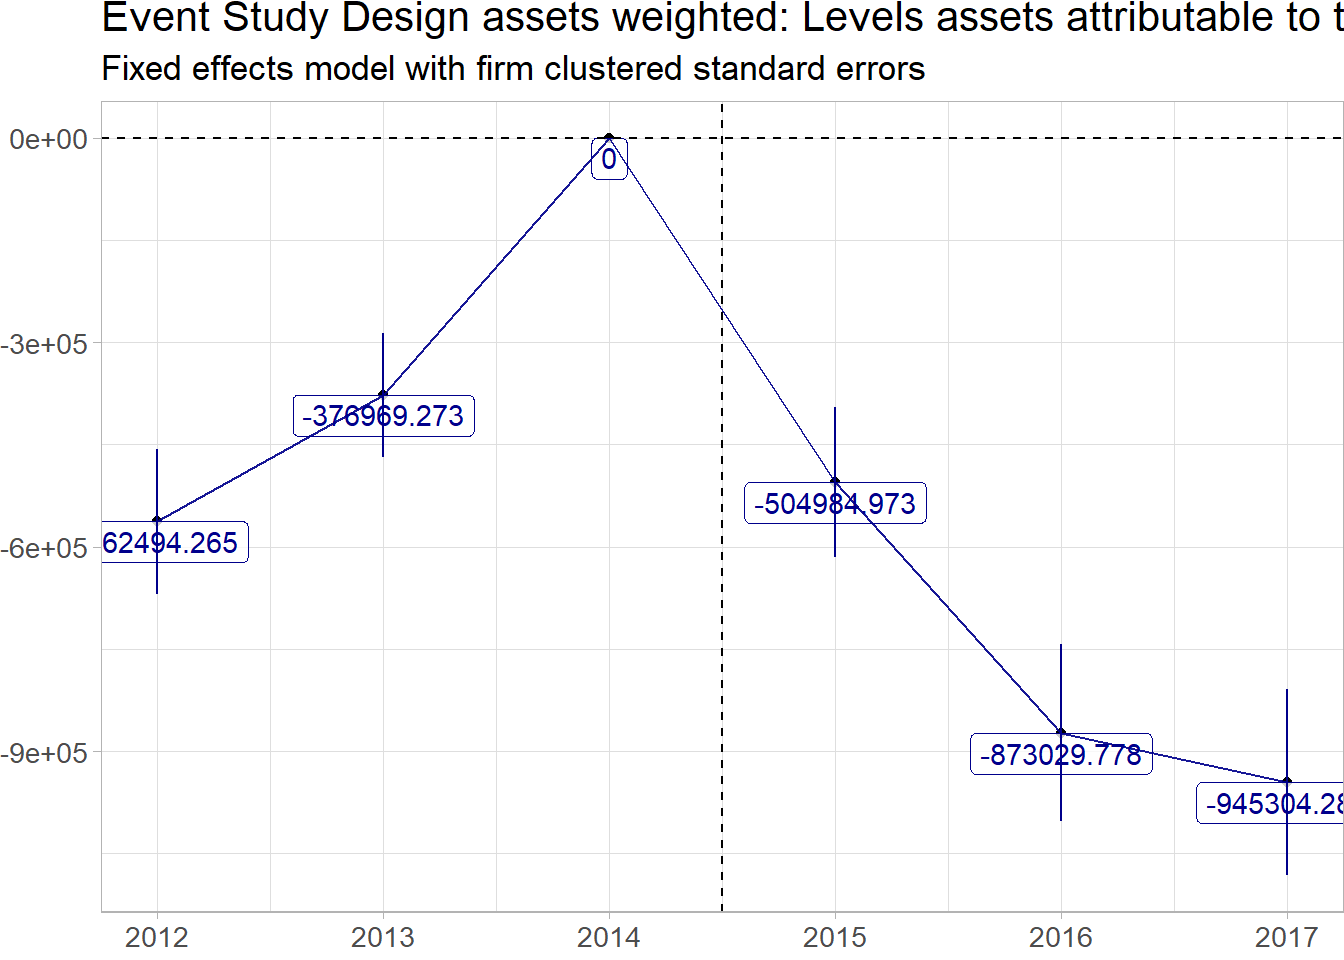 Event Study Design assets weighted: Levels assets attributable to t
Fixed effects model with firm clustered standard errors
0e+00
0
-3e+05
-376969.273
-504984.973
62494.265
-6e+05
-873029.778
-9e+05
-945304.28
2012 2013 2014 2015 2016 2017